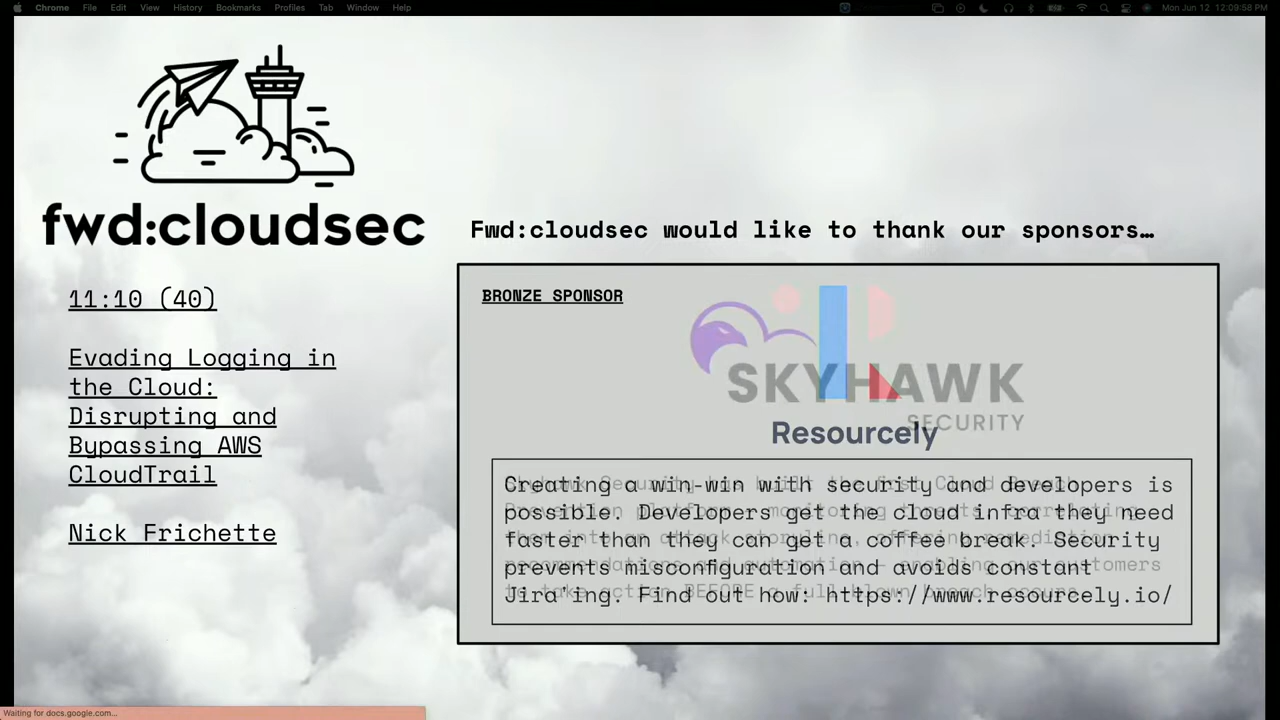 Chrome File Edit View History Bookmarks Profiles Tab Window Help Mon Jun 12 12:09:58 PM
fwd:cloudsec
11:10 (40)
Evading Logging in
the Cloud:
Disrupting and
Bypassing AWS
CloudTrail
Nick Frichette
Fwd:cloudsec would like to thank our sponsors…
BRONZE SPONSOR
SKYHAWK
SECURITY
Resourcely
Creating a win-win with security and developers is
possible. Developers get the cloud infra they need
faster than they can get a coffee break. Security
prevents misconfiguration and avoids constant
Jira'ing. Find out how: https://www.resourcely.io/
Waiting for docs.google.com...